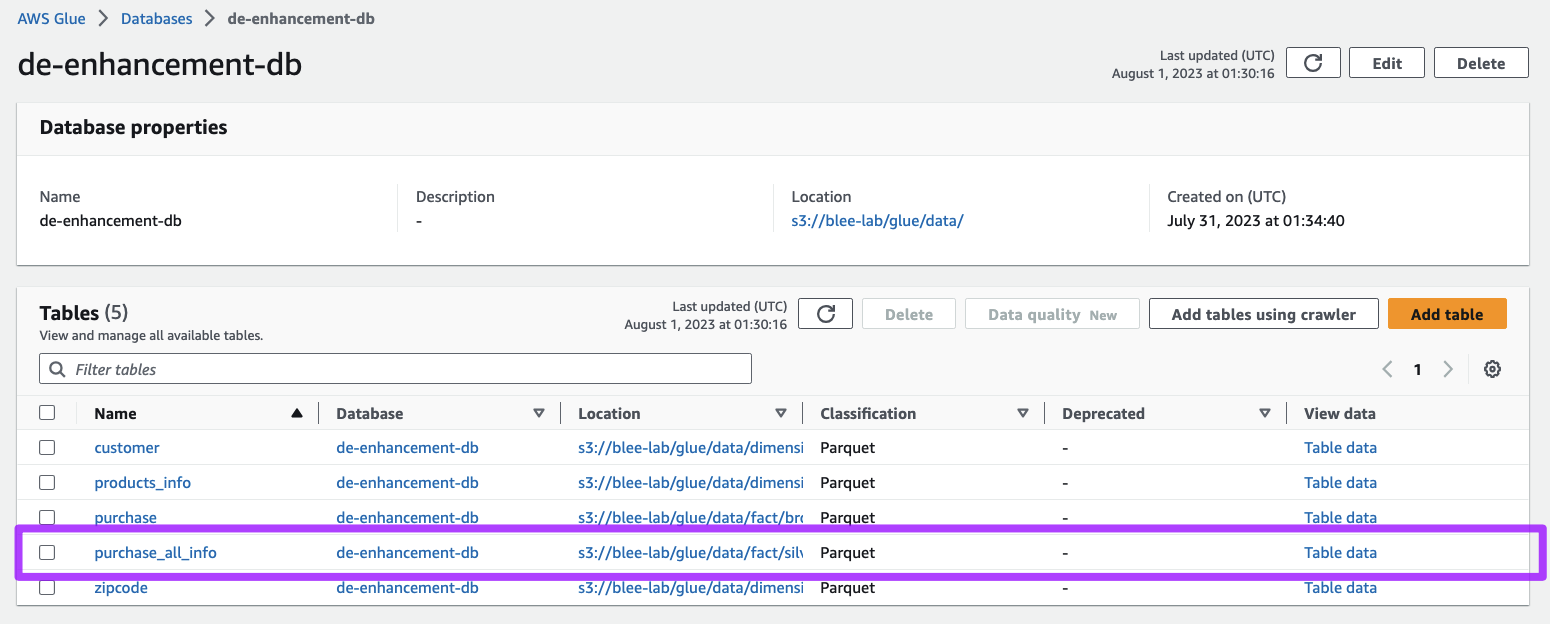 AWS Glue > Databases > de-enhancement-db
de-enhancement-db
Last updated (UTC)
August 1, 2023 at 01:30:16
Edit
Delete
Database properties
Name
de-enhancement-db
Description
-
Location
s3://blee-lab/glue/data/
Created on (UTC)
July 31, 2023 at 01:34:40
Tables (5)
View and manage all available tables.
Last updated (UTC)
August 1, 2023 at 01:30:16
Delete
Data quality New
Add tables using crawler
Add table
Filter tables
1
Name Database Location Classification Deprecated View data
customer de-enhancement-db s3://blee-lab/glue/data/dimensi Parquet - Table data
products_info de-enhancement-db s3://blee-lab/glue/data/dimensi Parquet - Table data
purchase de-enhancement-db s3://blee-lab/glue/data/fact/bro Parquet - Table data
purchase_all_info de-enhancement-db s3://blee-lab/glue/data/fact/silv Parquet - Table data
zipcode de-enhancement-db s3://blee-lab/glue/data/dimensi Parquet - Table data